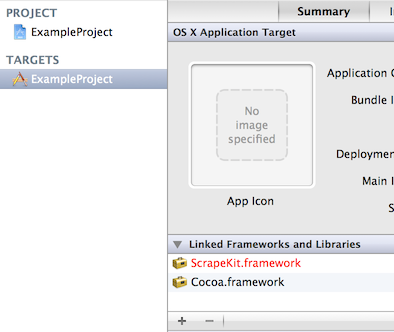 PROJECT
ExampleProject
TARGETS
ExampleProject
Summary
OS X Application Target
No
image
specified
App Icon
Application
Bundle
Deployment
Main
Linked Frameworks and Libraries
ScrapeKit.framework
Cocoa.framework